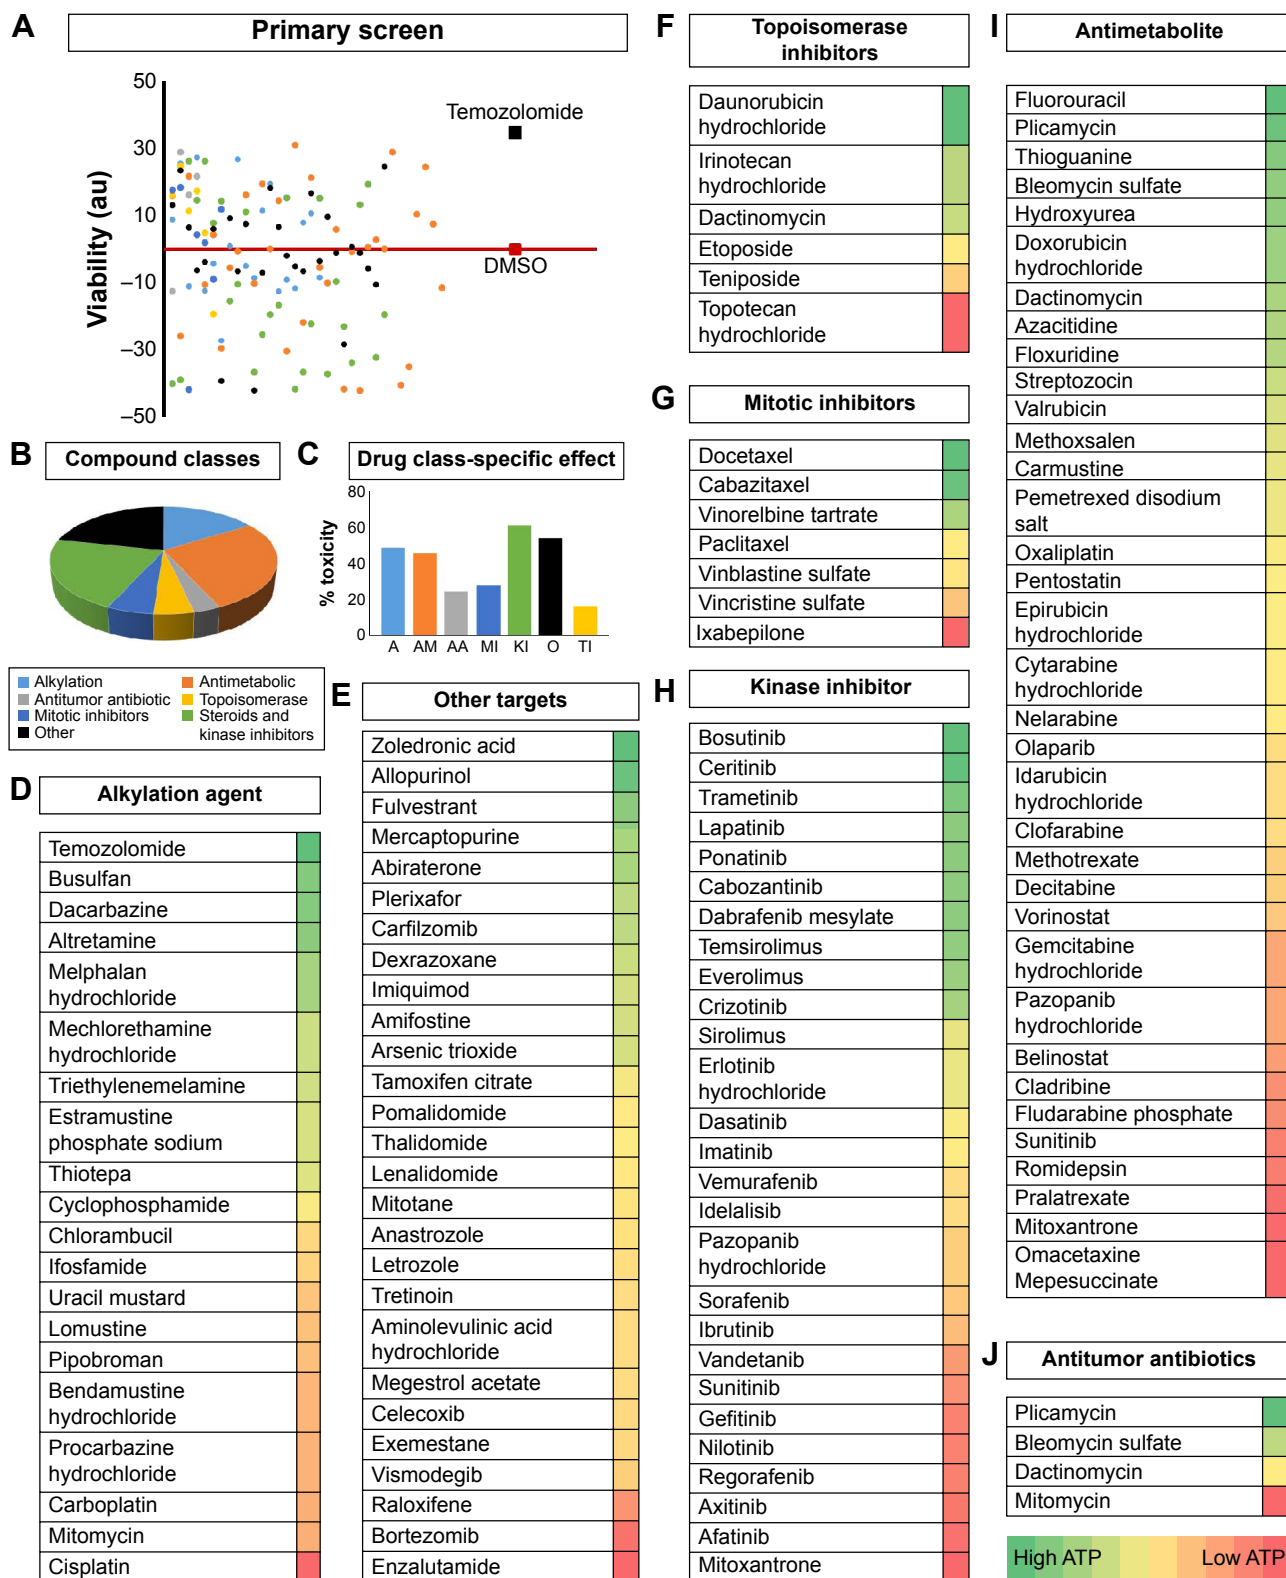 A
Primary screen
50
30
10
–10
–30
–50
Viability (au)
Temozolomide
DMSO
B
Compound classes
Alkylation
Antimetabolic
Antitumor antibiotic
Topoisomerase
Mitotic inhibitors
Steroids and
kinase inhibitors
Other
C
Drug class-specific effect
80
60
40
20
0
% toxicity
A AM AA MI KI O TI
D
Alkylation agent
Temozolomide
Busulfan
Dacarbazine
Altretamine
Melphalan
hydrochloride
Mechlorethamine
hydrochloride
Triethylenemelamine
Estramustine
phosphate sodium
Thiotepa
Cyclophosphamide
Chlorambucil
Ifosfamide
Uracil mustard
Lomustine
Pipobroman
Bendamustine
hydrochloride
Procarbazine
hydrochloride
Carboplatin
Mitomycin
Cisplatin
E
Other targets
Zoledronic acid
Allopurinol
Fulvestrant
Mercaptopurine
Abiraterone
Plerixafor
Carfilzomib
Dexrazoxane
Imiquimod
Amifostine
Arsenic trioxide
Tamoxifen citrate
Pomalidomide
Thalidomide
Lenalidomide
Mitotane
Anastrozole
Letrozole
Tretinoin
Aminolevulinic acid
hydrochloride
Megestrol acetate
Celecoxib
Exemestane
Vismodegib
Raloxifene
Bortezomib
Enzalutamide
F
Topoisomerase
inhibitors
Daunorubicin
hydrochloride
Irinotecan
hydrochloride
Dactinomycin
Etoposide
Teniposide
Topotecan
hydrochloride
G
Mitotic inhibitors
Docetaxel
Cabazitaxel
Vinorelbine tartrate
Paclitaxel
Vinblastine sulfate
Vincristine sulfate
Ixabepilone
H
Kinase inhibitor
Bosutinib
Ceritinib
Trametinib
Lapatinib
Ponatinib
Cabozantinib
Dabrafenib mesylate
Temsirolimus
Everolimus
Crizotinib
Sirolimus
Erlotinib
hydrochloride
Dasatinib
Imatinib
Vemurafenib
Idelalisib
Pazopanib
hydrochloride
Sorafenib
Ibrutinib
Vandetanib
Sunitinib
Gefitinib
Nilotinib
Regorafenib
Axitinib
Afatinib
Mitoxantrone
I
Antimetabolite
Fluorouracil
Plicamycin
Thioguanine
Bleomycin sulfate
Hydroxyurea
Doxorubicin
hydrochloride
Dactinomycin
Azacitidine
Floxuridine
Streptozocin
Valrubicin
Methoxsalen
Carmustine
Pemetrexed disodium
salt
Oxaliplatin
Pentostatin
Epirubicin
hydrochloride
Cytarabine
hydrochloride
Nelarabine
Olaparib
Idarubicin
hydrochloride
Clofarabine
Methotrexate
Decitabine
Vorinostat
Gemcitabine
hydrochloride
Pazopanib
hydrochloride
Belinostat
Cladribine
Fludarabine phosphate
Sunitinib
Romidepsin
Pralatrexate
Mitoxantrone
Omacetaxine
Mepesuccinate
J
Antitumor antibiotics
Plicamycin
Bleomycin sulfate
Dactinomycin
Mitomycin
High ATP
Low ATP